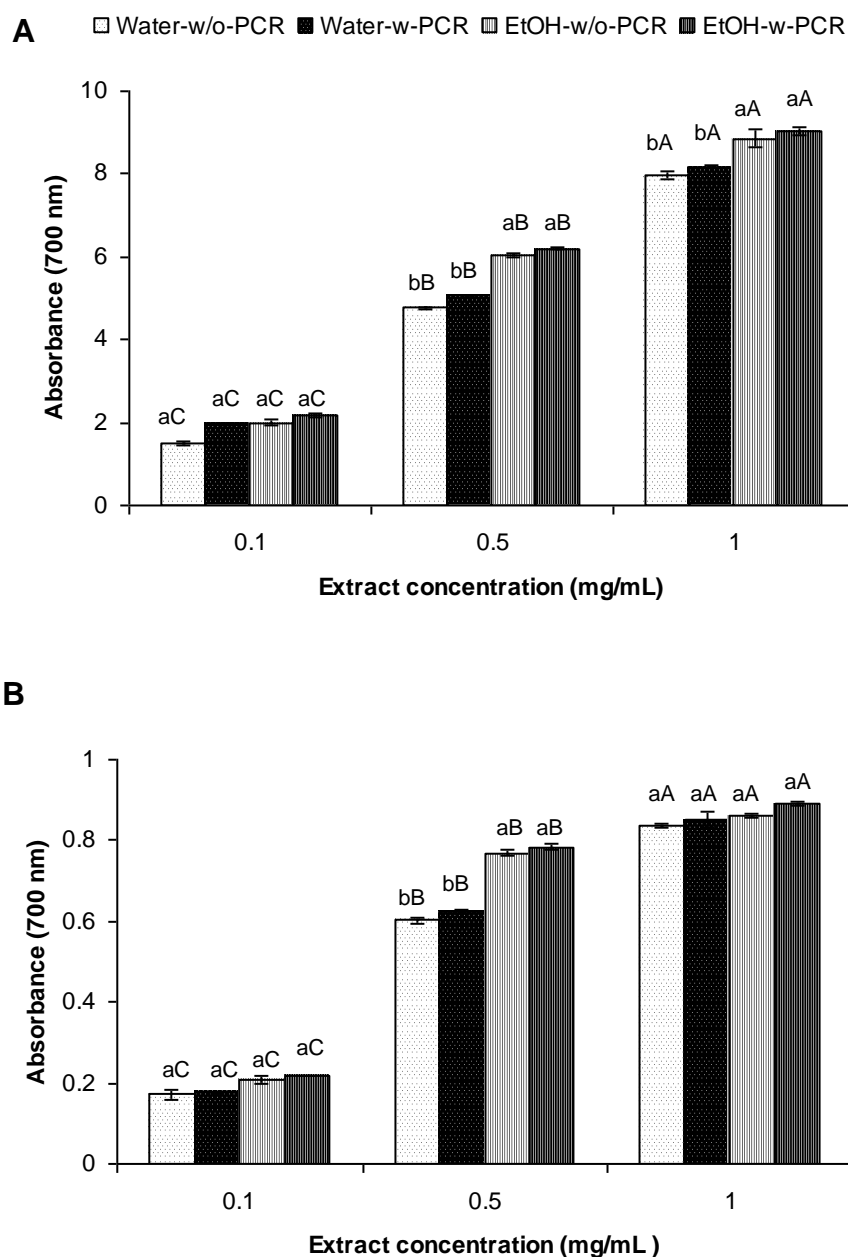 A
Water-w/o-PCR Water-w-PCR EtOH-w/o-PCR EtOH-w-PCR
10
8
6
4
2
0
Absorbance (700 nm)
aC aC aC aC
bB bB aB aB
bA bA aA aA
0.1 0.5 1
Extract concentration (mg/mL)
B
1
0.8
0.6
0.4
0.2
0
Absorbance (700 nm)
aC aC aC aC
bB bB aB aB
aA aA aA aA
0.1 0.5 1
Extract concentration (mg/mL )